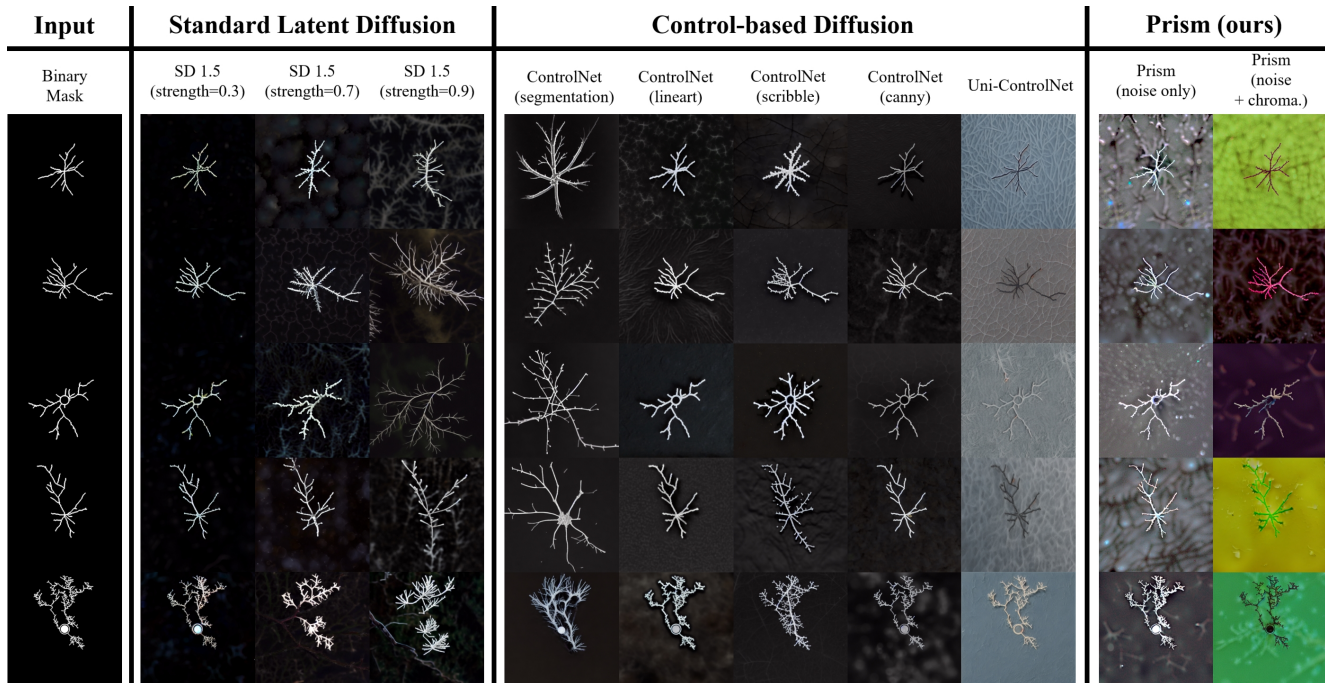 Input
Standard Latent Diffusion
Control-based Diffusion
Prism (ours)
Binary
Mask
SD 1.5
(strength=0.3)
SD 1.5
(strength=0.7)
SD 1.5
(strength=0.9)
ControlNet
(segmentation)
ControlNet
(lineart)
ControlNet
(scribble)
ControlNet
(canny)
Uni-ControlNet
Prism
(noise only)
Prism
(noise
+ chroma.)